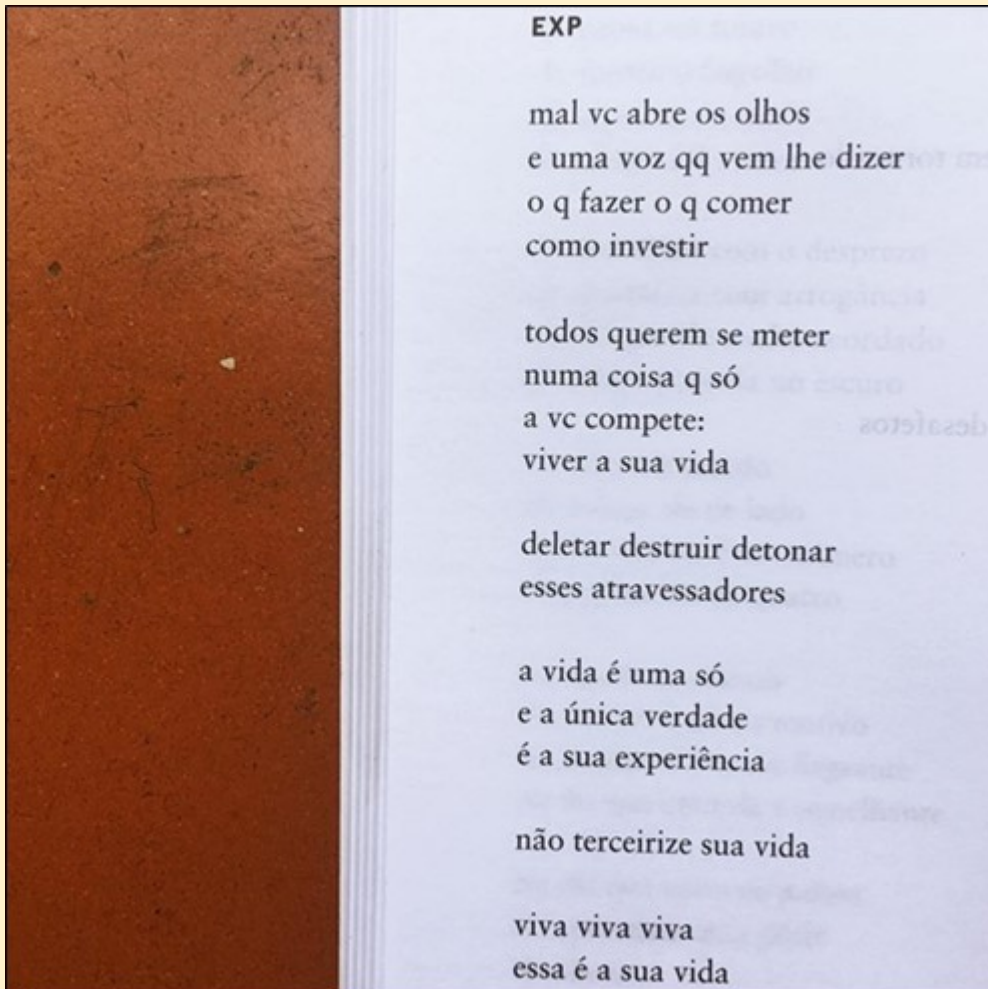 EXP
mal vc abre os olhos
e uma voz qq vem lhe dizer
o q fazer o q comer
como investir
todos querem se meter
numa coisa q só
a vc compete:
viver a sua vida
deletar destruir detonar
esses atravessadores
a vida é uma só
e a única verdade
é a sua experiência
não terceirize sua vida
viva viva viva
essa é a sua vida